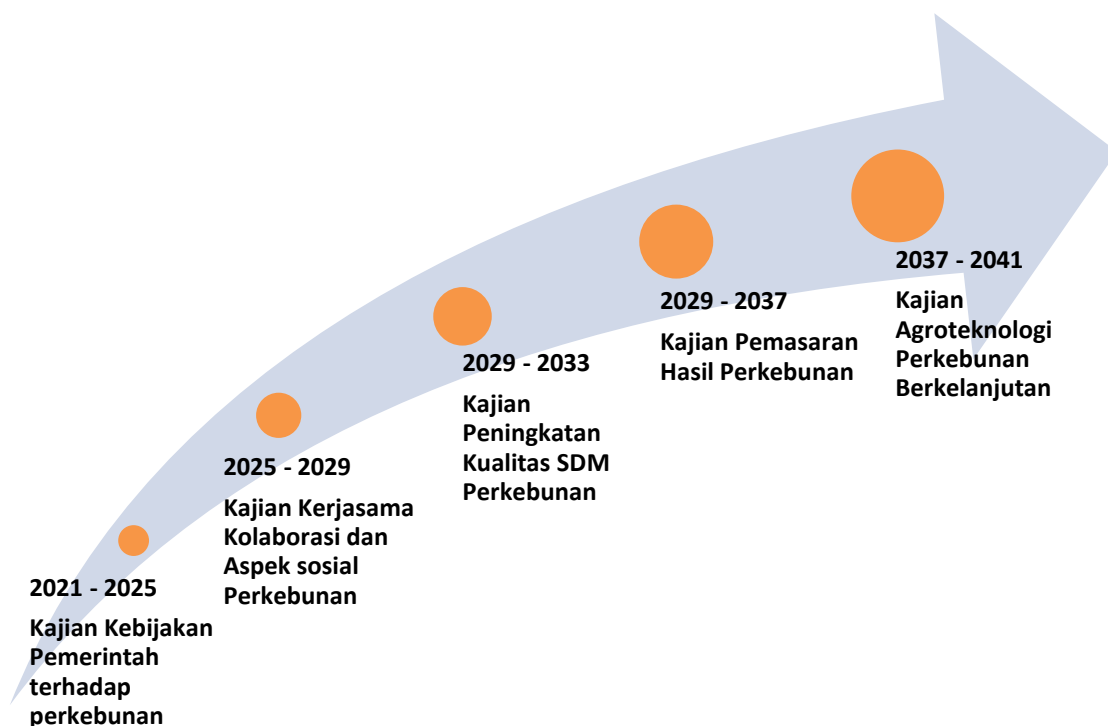 2021 - 2025
Kajian Kebijakan
Pemerintah
terhadap
perkebunan
2025 - 2029
Kajian Kerjasama
Kolaborasi dan
Aspek sosial
Perkebunan
2029 - 2033
Kajian
Peningkatan
Kualitas SDM
Perkebunan
2029 - 2037
Kajian Pemasaran
Hasil Perkebunan
2037 - 2041
Kajian
Agroteknologi
Perkebunan
Berkelanjutan